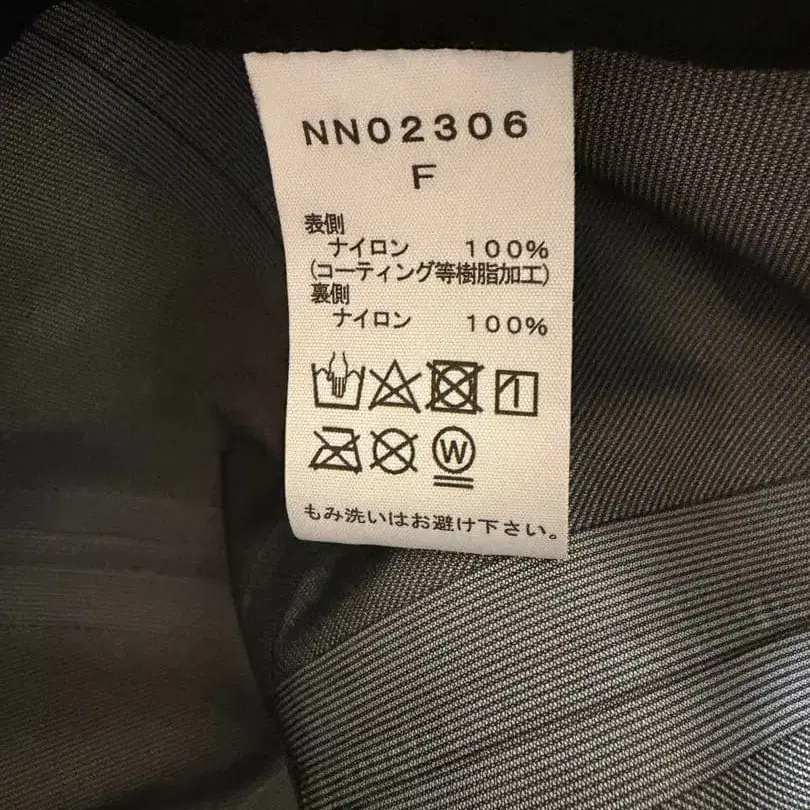 NN02306
F
表側
ナイロン 100%
(コーティング等樹脂加工)
裏側
ナイロン 100%
W
もみ洗いはお避け下さい。